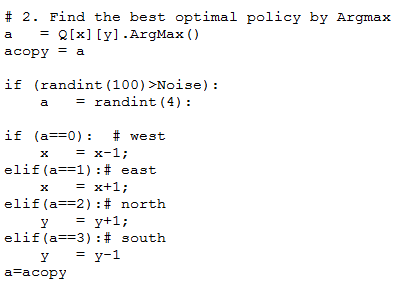 # 2. Find the best optimal policy by Argmax
a   = Q[x][y].ArgMax()
acopy = a

if (randint(100)>Noise):
    a   = randint(4):

if (a==0):  # west
    x   = x-1;
elif(a==1):# east
    x   = x+1;
elif(a==2):# north
    y   = y+1;
elif(a==3):# south
    y   = y-1
a=acopy